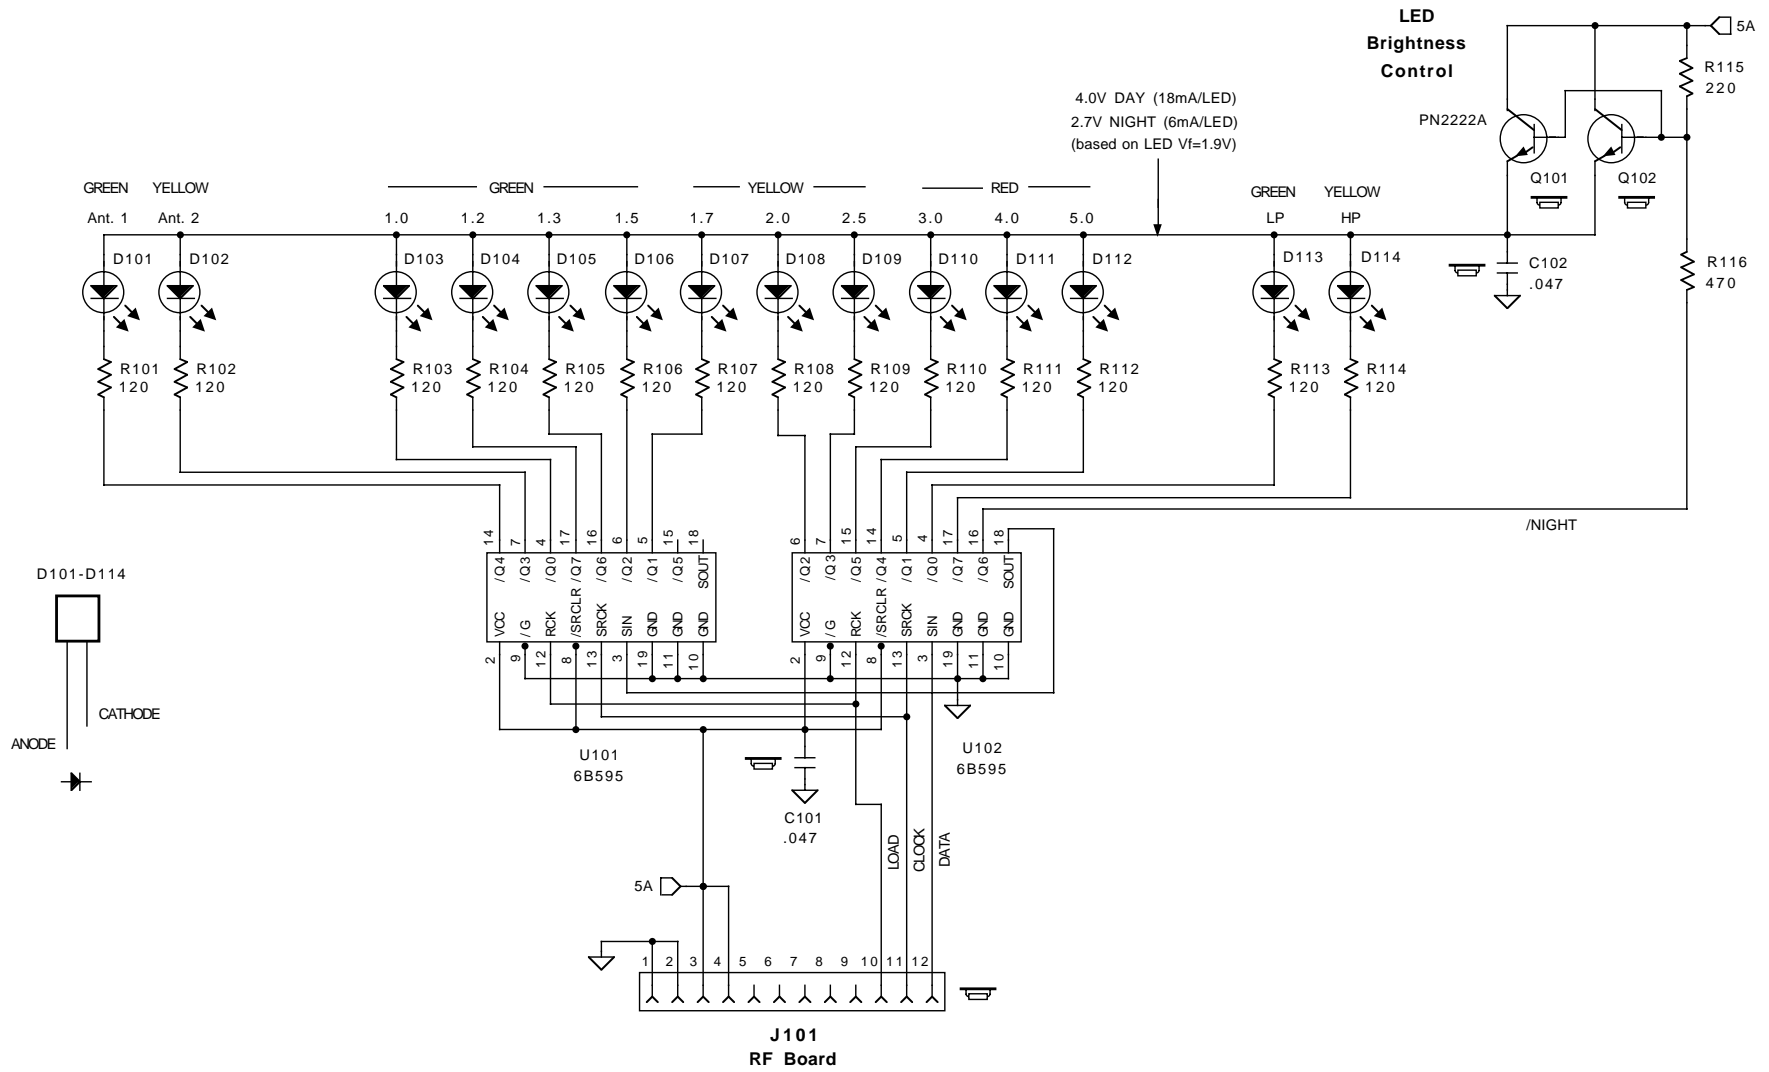 LED
Brightness
Control
5A
R115
220
PN2222A
Q101
Q102
4.0V DAY (18mA/LED)
2.7V NIGHT (6mA/LED)
(based on LED Vf=1.9V)
GREEN YELLOW GREEN YELLOW RED GREEN YELLOW
Ant. 1 Ant. 2 1.0 1.2 1.3 1.5 1.7 2.0 2.5 3.0 4.0 5.0 LP HP
D101 D102 D103 D104 D105 D106 D107 D108 D109 D110 D111 D112 D113 D114
C102
.047
R116
470
R101 R102 R103 R104 R105 R106 R107 R108 R109 R110 R111 R112 R113 R114
120 120 120 120 120 120 120 120 120 120 120 120 120 120
/NIGHT
14 7 4 17 16 6 5 15 18
/Q4 /Q3 /Q0 /Q7 /Q6 /Q2 /Q1 /Q5 SOUT
VCC /G RCK /SRCLR SRCK SIN GND GND GND
2 9 12 8 13 3 19 11 10
U101
6B595
6 7 15 14 5 4 17 16 18
/Q2 /Q3 /Q5 /Q4 /Q1 /Q0 /Q7 /Q6 SOUT
VCC /G RCK /SRCLR SRCK SIN GND GND GND
2 9 12 8 13 3 19 11 10
U102
6B595
D101-D114
CATHODE
ANODE
C101
.047
LOAD
CLOCK
DATA
5A
1 2 3 4 5 6 7 8 9 10 11 12
J101
RF Board